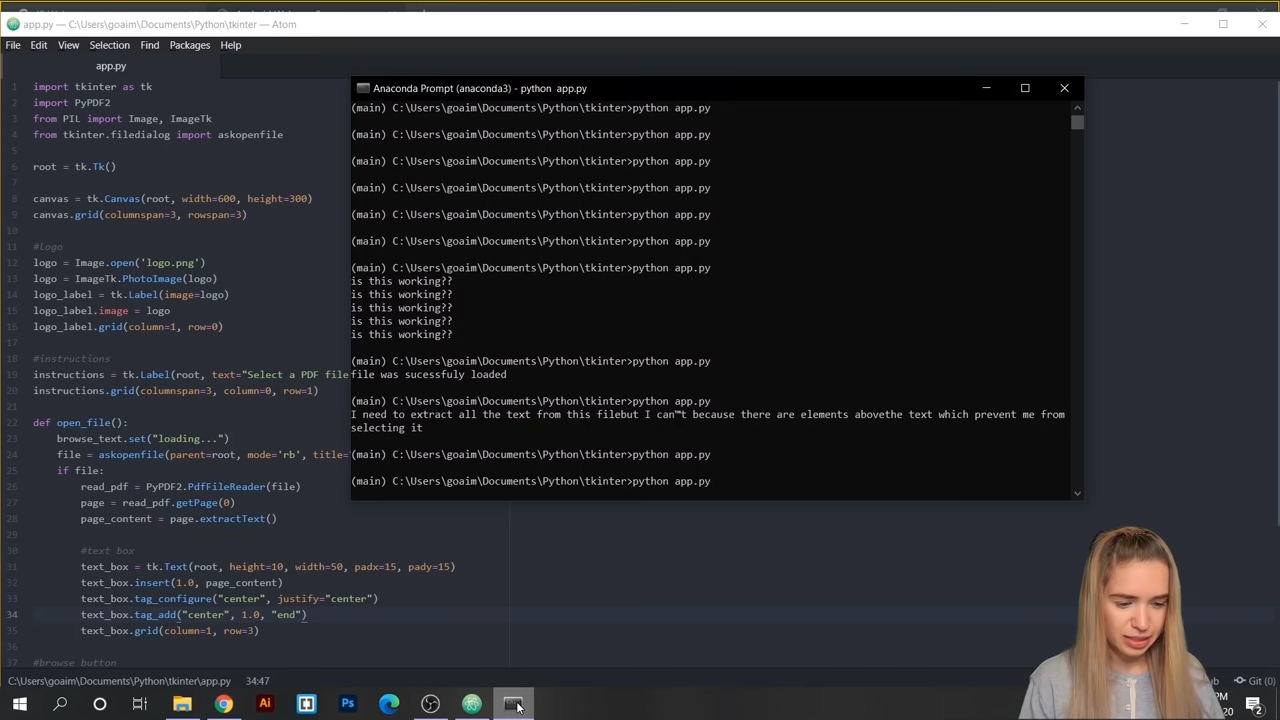 app.py — C:\Users\goaim\Documents\Python\tkinter — Atom
File Edit View Selection Find Packages Help
app.py
1 import tkinter as tk
2 import PyPDF2
3 from PIL import Image, ImageTk
4 from tkinter.filedialog import askopenfile
5
6 root = tk.Tk()
7
8 canvas = tk.Canvas(root, width=600, height=300)
9 canvas.grid(columnspan=3, rowspan=3)
10
11 #logo
12 logo = Image.open('logo.png')
13 logo = ImageTk.PhotoImage(logo)
14 logo_label = tk.Label(image=logo)
15 logo_label.image = logo
16 logo_label.grid(column=1, row=0)
17
18 #instructions
19 instructions = tk.Label(root, text="Select a PDF file
20 instructions.grid(columnspan=3, column=0, row=1)
21
22 def open_file():
23 browse_text.set("loading...")
24 file = askopenfile(parent=root, mode='rb', title=
25 if file:
26 read_pdf = PyPDF2.PdfFileReader(file)
27 page = read_pdf.getPage(0)
28 page_content = page.extractText()
29
30 #text box
31 text_box = tk.Text(root, height=10, width=50, padx=15, pady=15)
32 text_box.insert(1.0, page_content)
33 text_box.tag_configure("center", justify="center")
34 text_box.tag_add("center", 1.0, "end")
35 text_box.grid(column=1, row=3)
36
37 #browse button
Anaconda Prompt (anaconda3) - python app.py
(main) C:\Users\goaim\Documents\Python\tkinter>python app.py
(main) C:\Users\goaim\Documents\Python\tkinter>python app.py
(main) C:\Users\goaim\Documents\Python\tkinter>python app.py
(main) C:\Users\goaim\Documents\Python\tkinter>python app.py
(main) C:\Users\goaim\Documents\Python\tkinter>python app.py
(main) C:\Users\goaim\Documents\Python\tkinter>python app.py
(main) C:\Users\goaim\Documents\Python\tkinter>python app.py
is this working??
is this working??
is this working??
is this working??
is this working??
(main) C:\Users\goaim\Documents\Python\tkinter>python app.py
file was sucessfuly loaded
(main) C:\Users\goaim\Documents\Python\tkinter>python app.py
I need to extract all the text from this filebut I can™t because there are elements abovethe text which prevent me from
selecting it
(main) C:\Users\goaim\Documents\Python\tkinter>python app.py
(main) C:\Users\goaim\Documents\Python\tkinter>python app.py
C:\Users\goaim\Documents\Python\tkinter\app.py 34:47
Git (0)
Ai
Ps
2